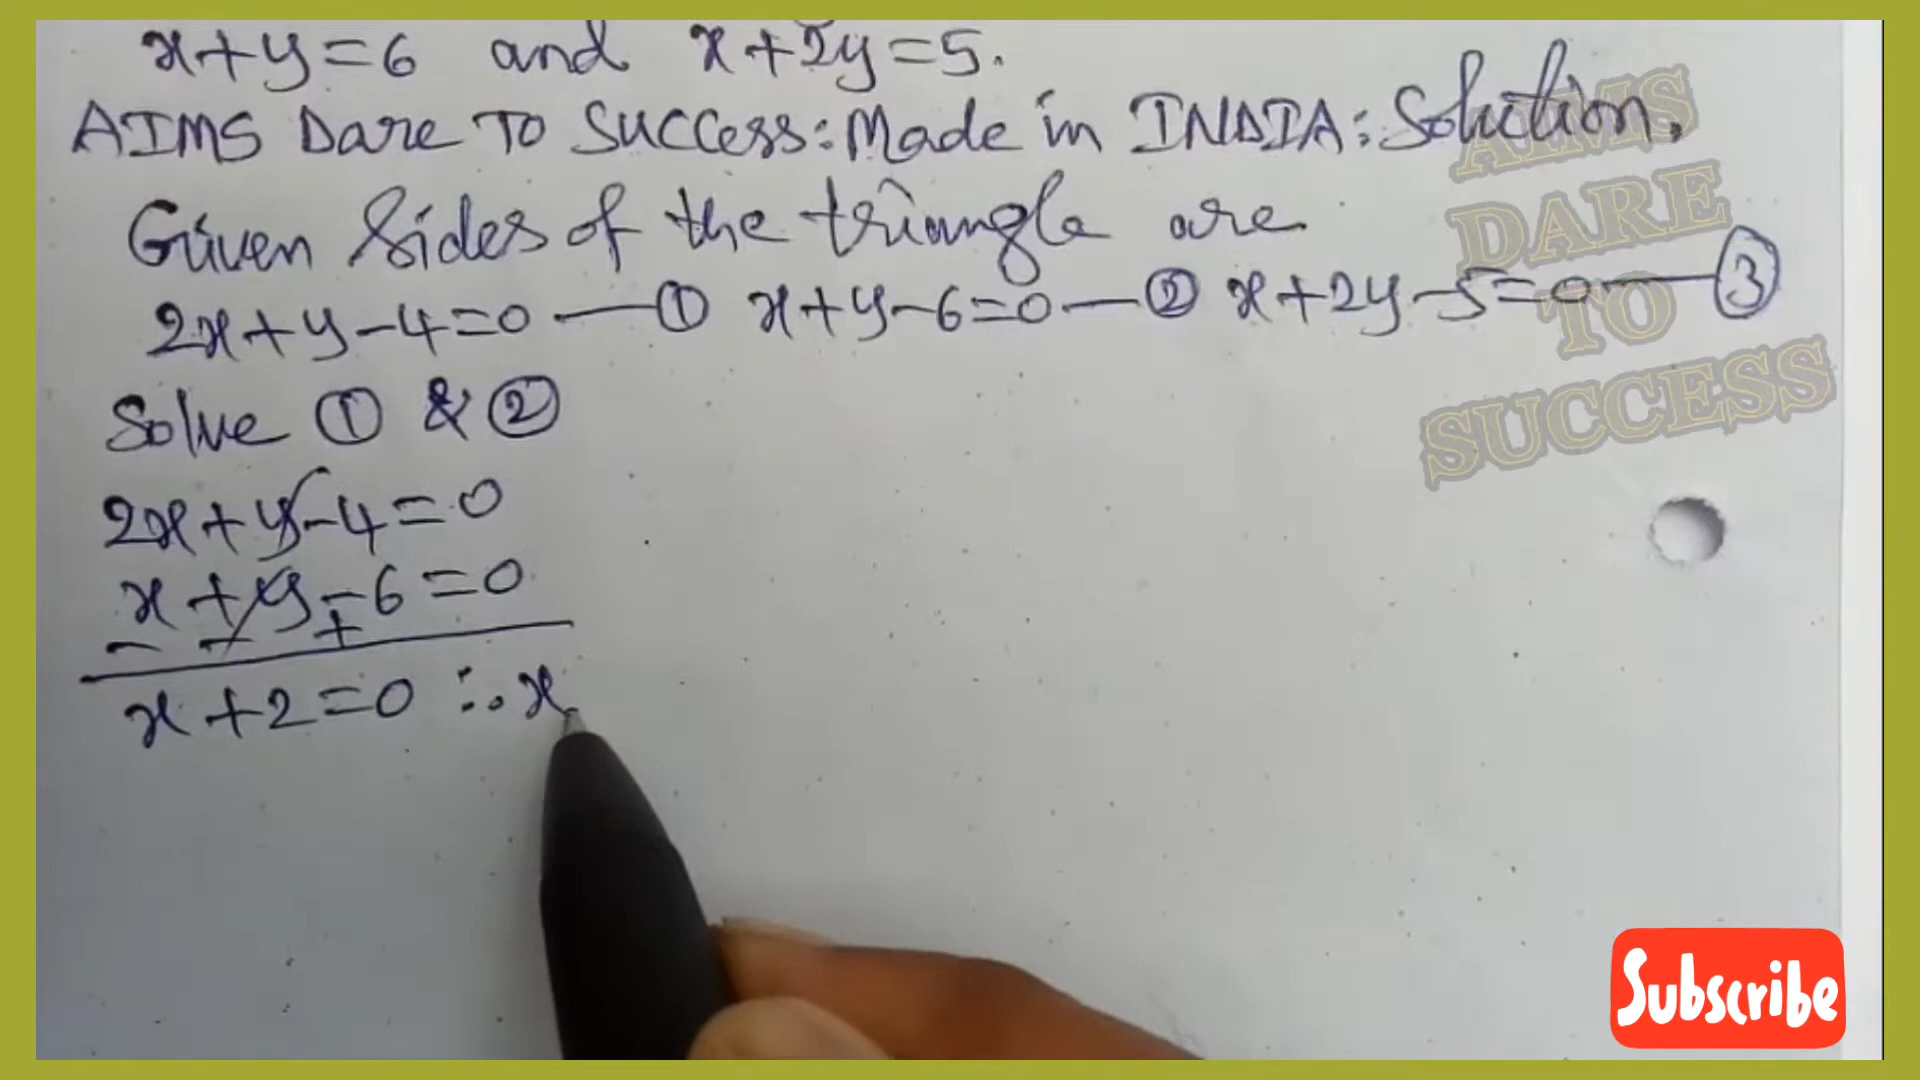 x+y=6 and x+2y=5.
AIMS Dare To Success: Made in INDIA: Solution.
Given sides of the triangle are
2x+y-4=0 — ① x+y-6=0 — ② x+2y-5=0 — ③
Solve ① & ②
2x+y-4=0
x+y-6=0
- - +
x+2=0 ∴ x
AIMS
DARE
TO
SUCCESS
Subscribe